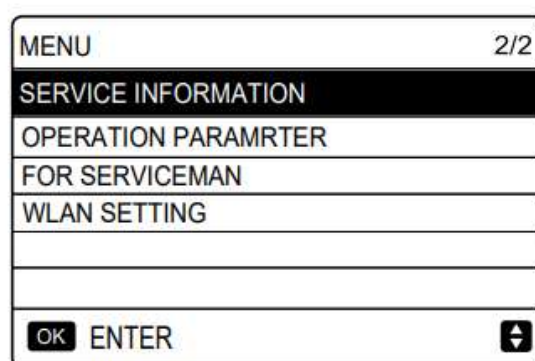 MENU 2/2
SERVICE INFORMATION
OPERATION PARAMRTER
FOR SERVICEMAN
WLAN SETTING
OK ENTER